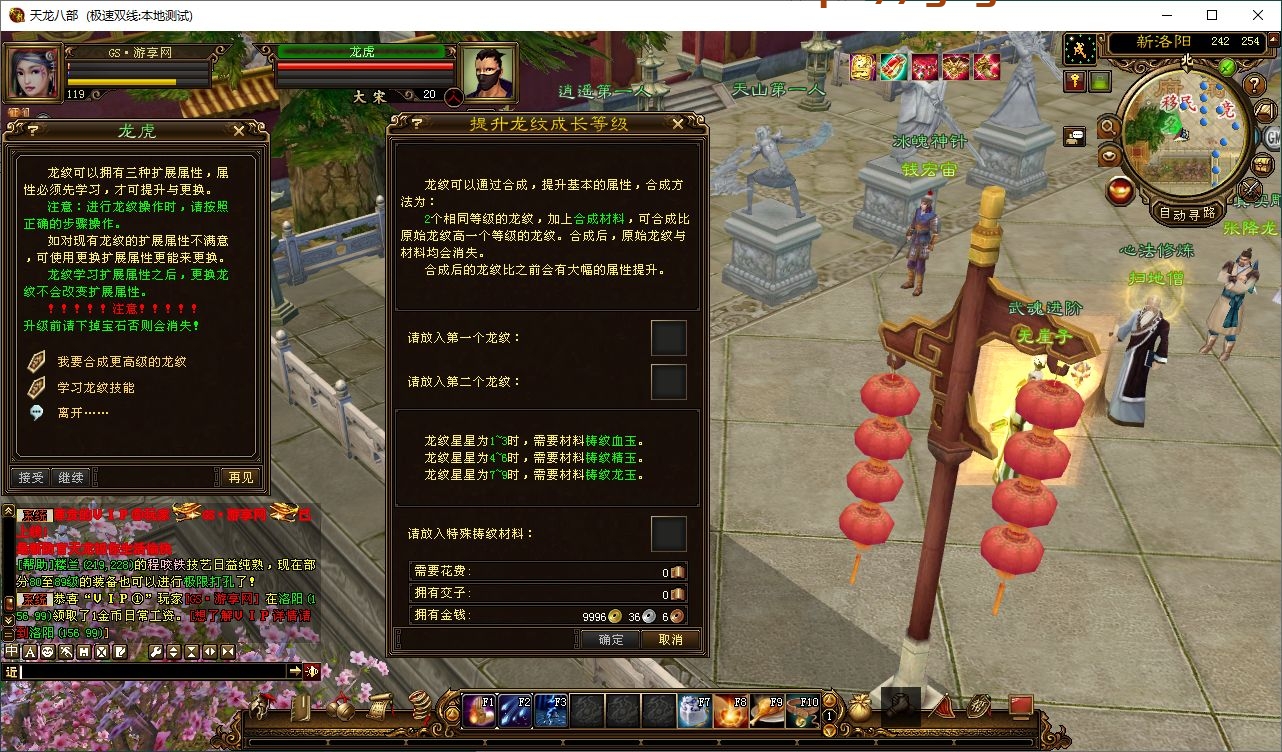 天龙八部 (极速双线:本地测试)
GS·游享网
119
龙虎
大宋
20
逍遥第一人
天山第一人
新洛阳 242 254
北
移民
自动寻路
冰魄神针
钱宏宙
张降龙
心法修炼
扫地僧
武魂进阶
无崖子
龙虎
龙纹可以拥有三种扩展属性，属
性必须先学习，才可提升与更换。
注意：进行龙纹操作时，请按照
正确的步骤操作。
如对现有龙纹的扩展属性不满意
，可使用更换扩展属性更能来更换。
龙纹学习扩展属性之后，更换龙
纹不会改变扩展属性。
！！！！！注意！！！！！
升级前请下掉宝石否则会消失！
我要合成更高级的龙纹
学习龙纹技能
离开……
接受 继续 再见
提升龙纹成长等级
龙纹可以通过合成，提升基本的属性，合成方
法为：
2个相同等级的龙纹，加上合成材料，可合成比
原始龙纹高一个等级的龙纹。合成后，原始龙纹与
材料均会消失。
合成后的龙纹比之前会有大幅的属性提升。
请放入第一个龙纹：
请放入第二个龙纹：
龙纹星星为1~3时，需要材料铸纹血玉。
龙纹星星为4~6时，需要材料铸纹精玉。
龙纹星星为7~9时，需要材料铸纹龙玉。
请放入特殊铸纹材料：
需要花费： 0
拥有交子： 0
拥有金钱： 9996 36 6
确定 取消
[帮助]楼兰(219,228)的程咬铁技艺日益纯熟，现在部
分80至89级的装备也可以进行极限打孔了！
系统 恭喜“ＶＩＰ①”玩家[GS·游享网] 在洛阳(1
56 99)领取了1金币日常工资。[想了解ＶＩＰ详情请
到洛阳(156 99)]
中 A
近
F1 F2 F3 F7 F8 F9 F10
1